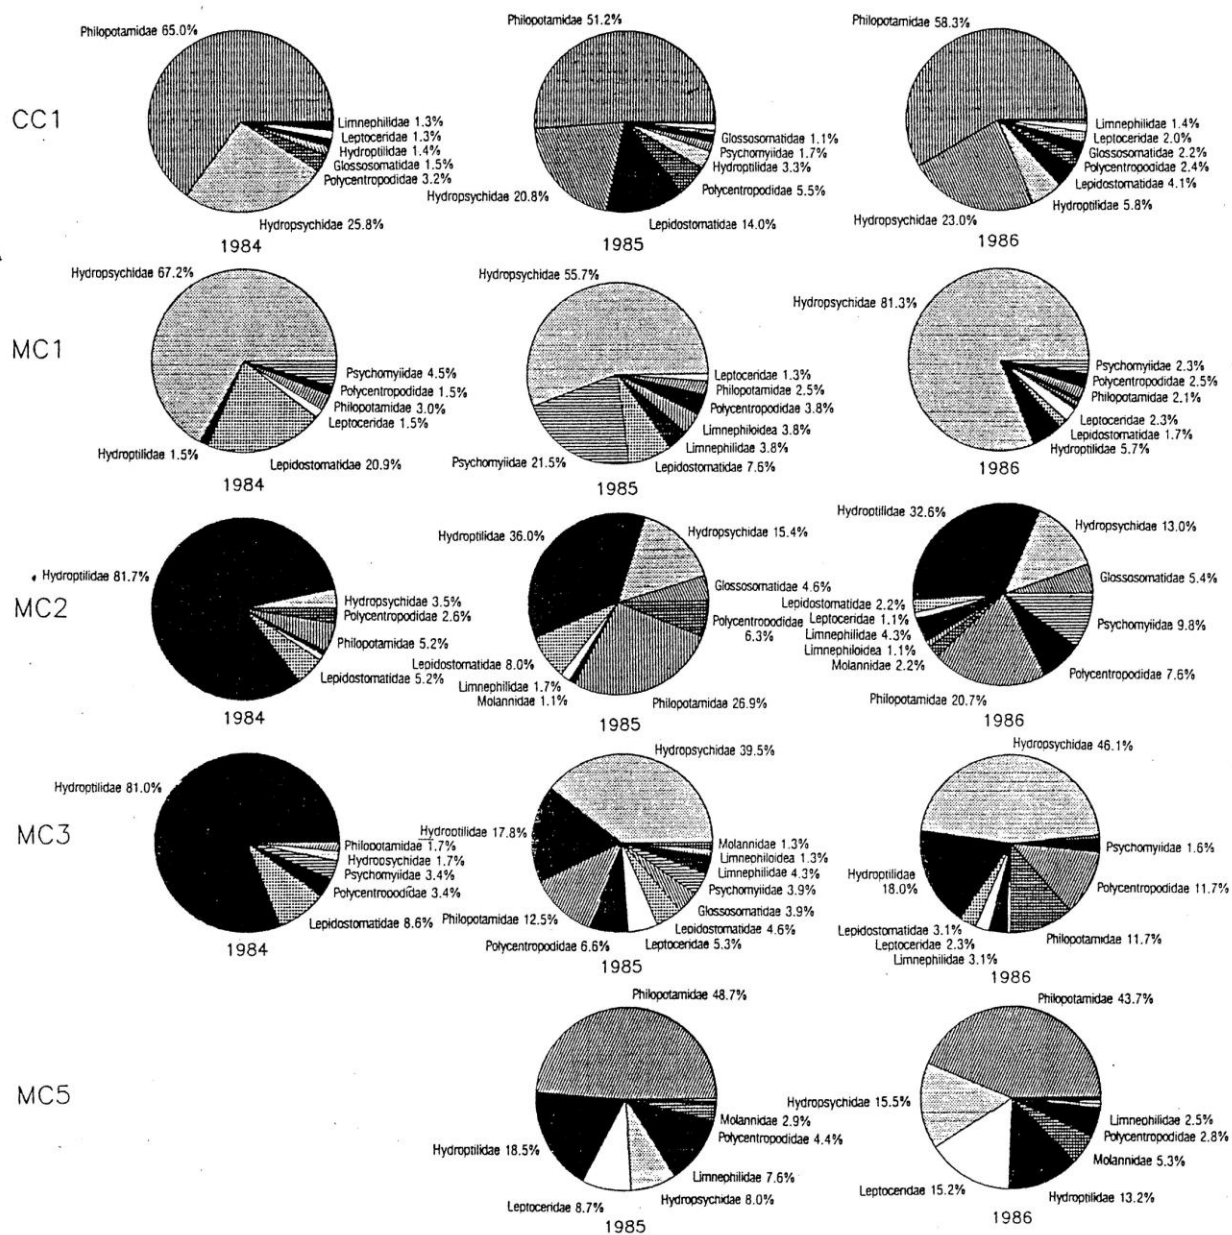 CC1
Philopotamidae 65.0%
Limnephilidae 1.3%
Leptoceridae 1.3%
Hydroptilidae 1.4%
Glossosomatidae 1.5%
Polycentropodidae 3.2%
Hydropsychidae 25.8%
1984
Philopotamidae 51.2%
Glossosomatidae 1.1%
Psychomyiidae 1.7%
Hydroptilidae 3.3%
Polycentropodidae 5.5%
Hydropsychidae 20.8%
Lepidostomatidae 14.0%
1985
Philopotamidae 58.3%
Limnephilidae 1.4%
Leptoceridae 2.0%
Glossosomatidae 2.2%
Polycentropodidae 2.4%
Lepidostomatidae 4.1%
Hydroptilidae 5.8%
Hydropsychidae 23.0%
1986
MC1
Hydropsychidae 67.2%
Psychomyiidae 4.5%
Polycentropodidae 1.5%
Philopotamidae 3.0%
Leptoceridae 1.5%
Hydroptilidae 1.5%
Lepidostomatidae 20.9%
1984
Hydropsychidae 55.7%
Leptoceridae 1.3%
Philopotamidae 2.5%
Polycentropodidae 3.8%
Limnephiloidea 3.8%
Limnephilidae 3.8%
Psychomyiidae 21.5%
Lepidostomatidae 7.6%
1985
Hydropsychidae 81.3%
Psychomyiidae 2.3%
Polycentropodidae 2.5%
Philopotamidae 2.1%
Leptoceridae 2.3%
Lepidostomatidae 1.7%
Hydroptilidae 5.7%
1986
MC2
Hydroptilidae 81.7%
Hydropsychidae 3.5%
Polycentropodidae 2.6%
Philopotamidae 5.2%
Lepidostomatidae 5.2%
1984
Hydroptilidae 36.0%
Hydropsychidae 15.4%
Glossosomatidae 4.6%
Polycentropodidae
6.3%
Lepidostomatidae 8.0%
Limnephilidae 1.7%
Molannidae 1.1%
Philopotamidae 26.9%
1985
Hydroptilidae 32.6%
Hydropsychidae 13.0%
Glossosomatidae 5.4%
Lepidostomatidae 2.2%
Leptoceridae 1.1%
Limnephilidae 4.3%
Limnephiloidea 1.1%
Molannidae 2.2%
Psychomyiidae 9.8%
Polycentropodidae 7.6%
Philopotamidae 20.7%
1986
MC3
Hydroptilidae 81.0%
Philopotamidae 1.7%
Hydropsychidae 1.7%
Psychomyiidae 3.4%
Polycentropodidae 3.4%
Lepidostomatidae 8.6%
1984
Hydropsychidae 39.5%
Hydroptilidae 17.8%
Molannidae 1.3%
Limnephiloidea 1.3%
Limnephilidae 4.3%
Psychomyiidae 3.9%
Glossosomatidae 3.9%
Lepidostomatidae 4.6%
Philopotamidae 12.5%
Polycentropodidae 6.6%
Leptoceridae 5.3%
1985
Hydropsychidae 46.1%
Psychomyiidae 1.6%
Hydroptilidae
18.0%
Polycentropodidae 11.7%
Lepidostomatidae 3.1%
Leptoceridae 2.3%
Limnephilidae 3.1%
Philopotamidae 11.7%
1986
MC5
Philopotamidae 48.7%
Molannidae 2.9%
Polycentropodidae 4.4%
Hydroptilidae 18.5%
Limnephilidae 7.6%
Leptoceridae 8.7%
Hydropsychidae 8.0%
1985
Philopotamidae 43.7%
Hydropsychidae 15.5%
Limnephilidae 2.5%
Polycentropodidae 2.8%
Molannidae 5.3%
Leptoceridae 15.2%
Hydroptilidae 13.2%
1986